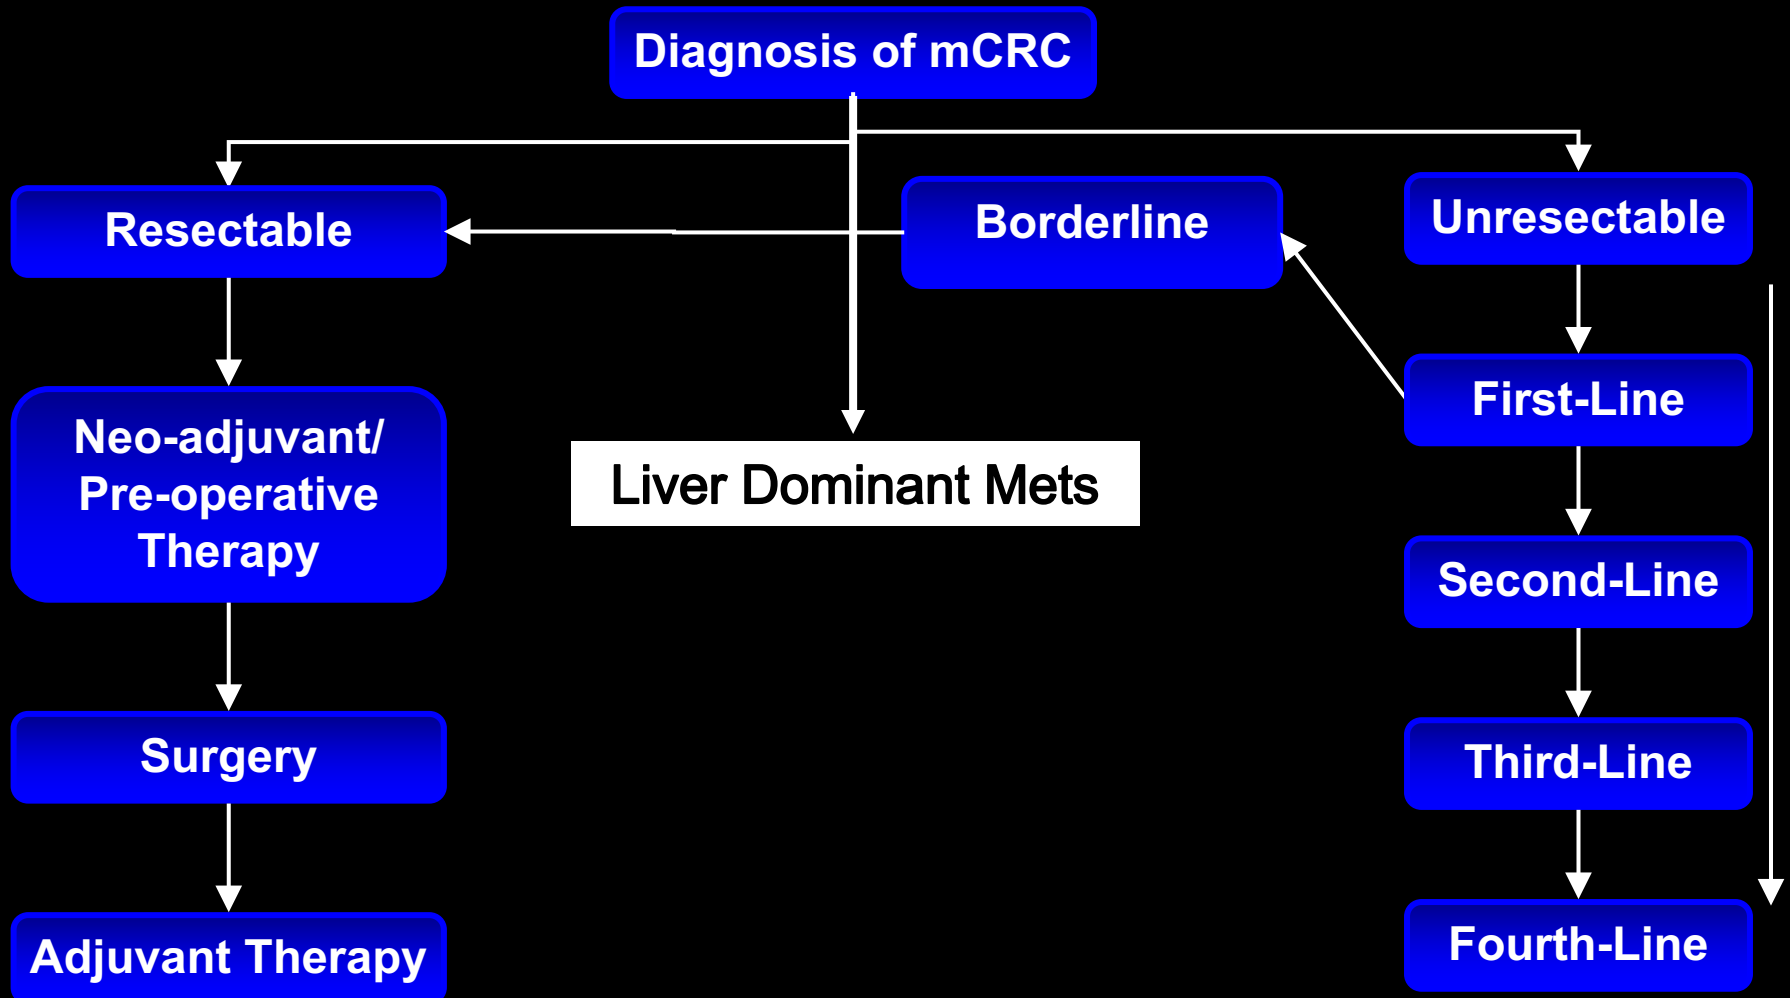 Diagnosis of mCRC
Resectable
Borderline
Unresectable
Neo-adjuvant/
Pre-operative
Therapy
Liver Dominant Mets
First-Line
Second-Line
Surgery
Third-Line
Adjuvant Therapy
Fourth-Line